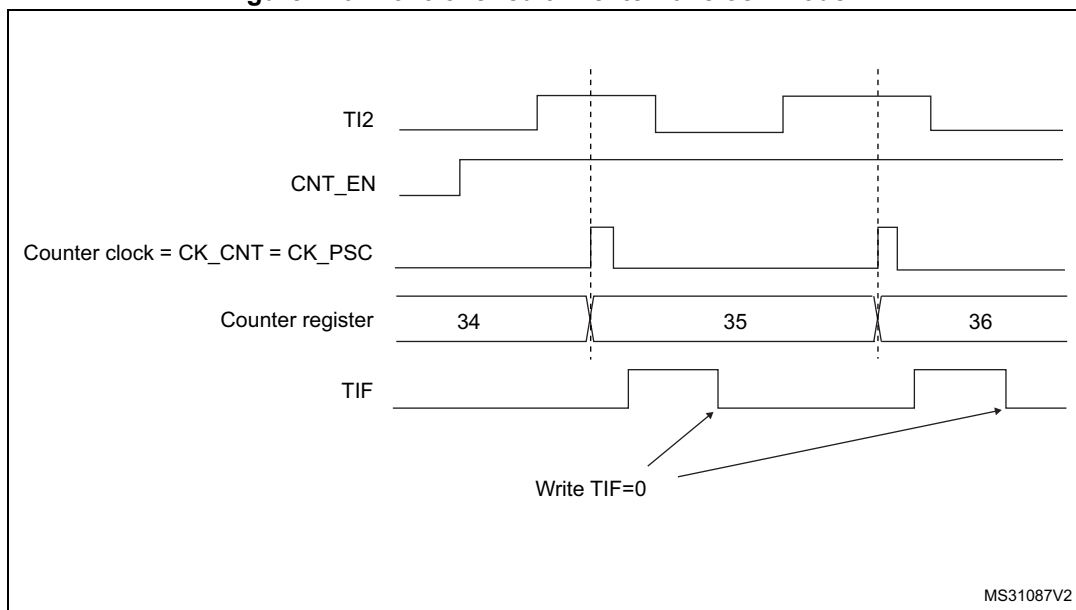 TI2
CNT_EN
Counter clock = CK_CNT = CK_PSC
Counter register 34 35 36
TIF
Write TIF=0
MS31087V2